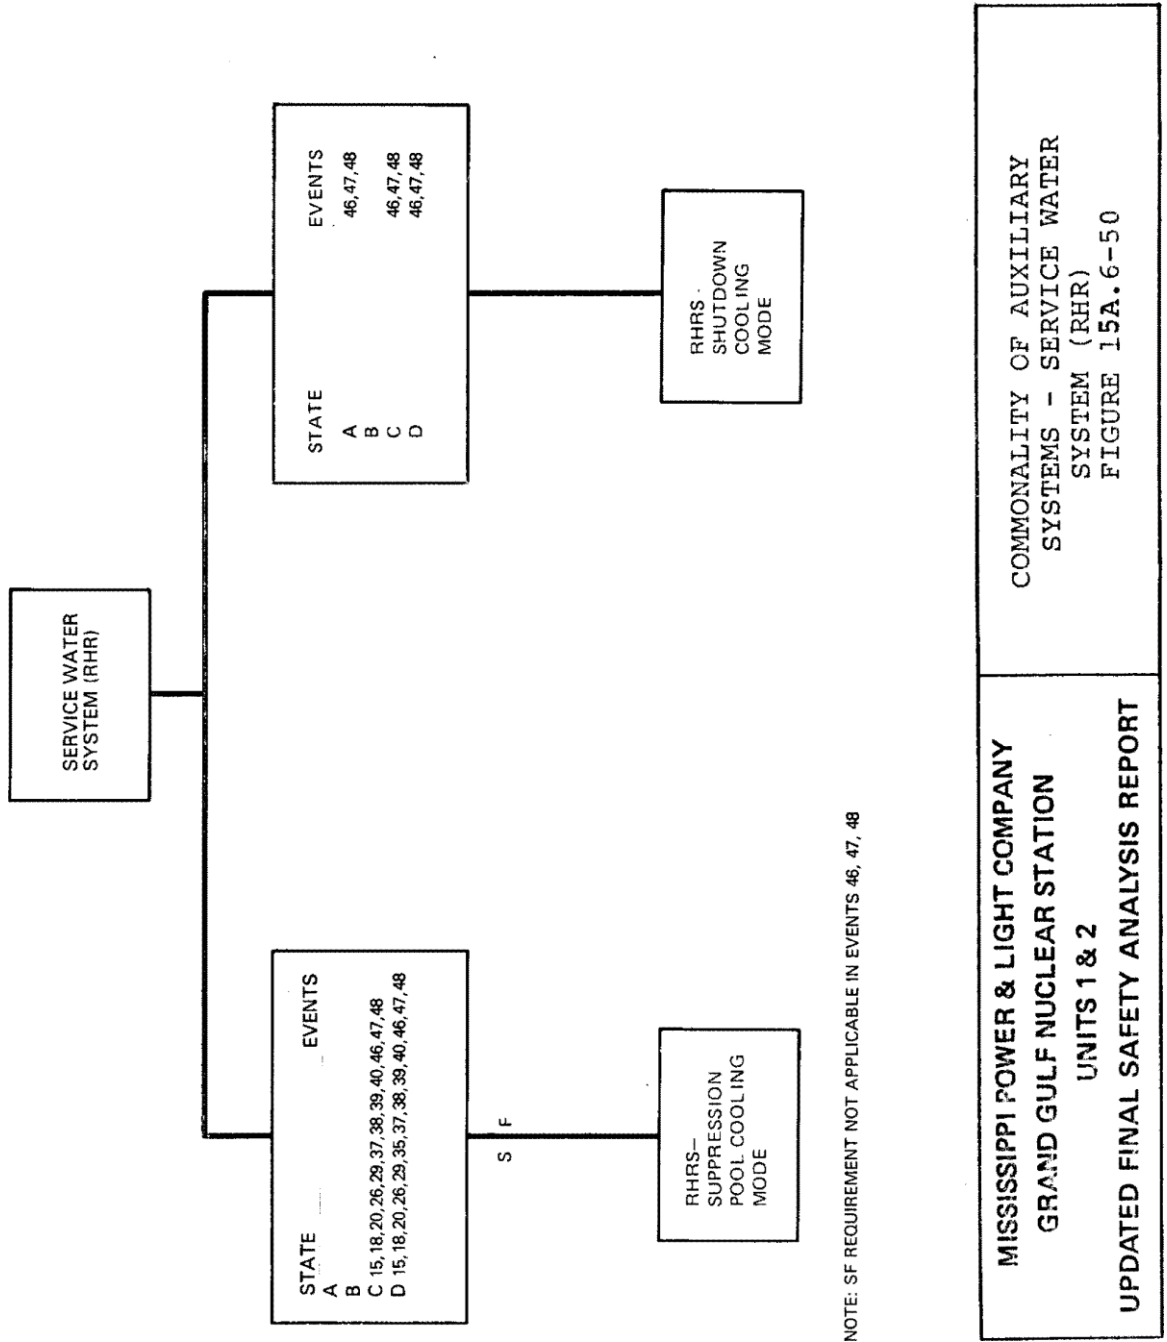 SERVICE WATER
SYSTEM (RHR)
STATE EVENTS
A
B
C 15,18,20,26,29,37,38,39,40,46,47,48
D 15,18,20,26,29,35,37,38,39,40,46,47,48
S F
RHRS—
SUPPRESSION
POOL COOLING
MODE
STATE EVENTS
A 46,47,48
B
C 46,47,48
D 46,47,48
RHRS-
SHUTDOWN
COOLING
MODE
NOTE: SF REQUIREMENT NOT APPLICABLE IN EVENTS 46, 47, 48
MISSISSIPPI POWER & LIGHT COMPANY
GRAND GULF NUCLEAR STATION
UNITS 1 & 2
UPDATED FINAL SAFETY ANALYSIS REPORT
COMMONALITY OF AUXILIARY
SYSTEMS - SERVICE WATER
SYSTEM (RHR)
FIGURE 15A.6-50